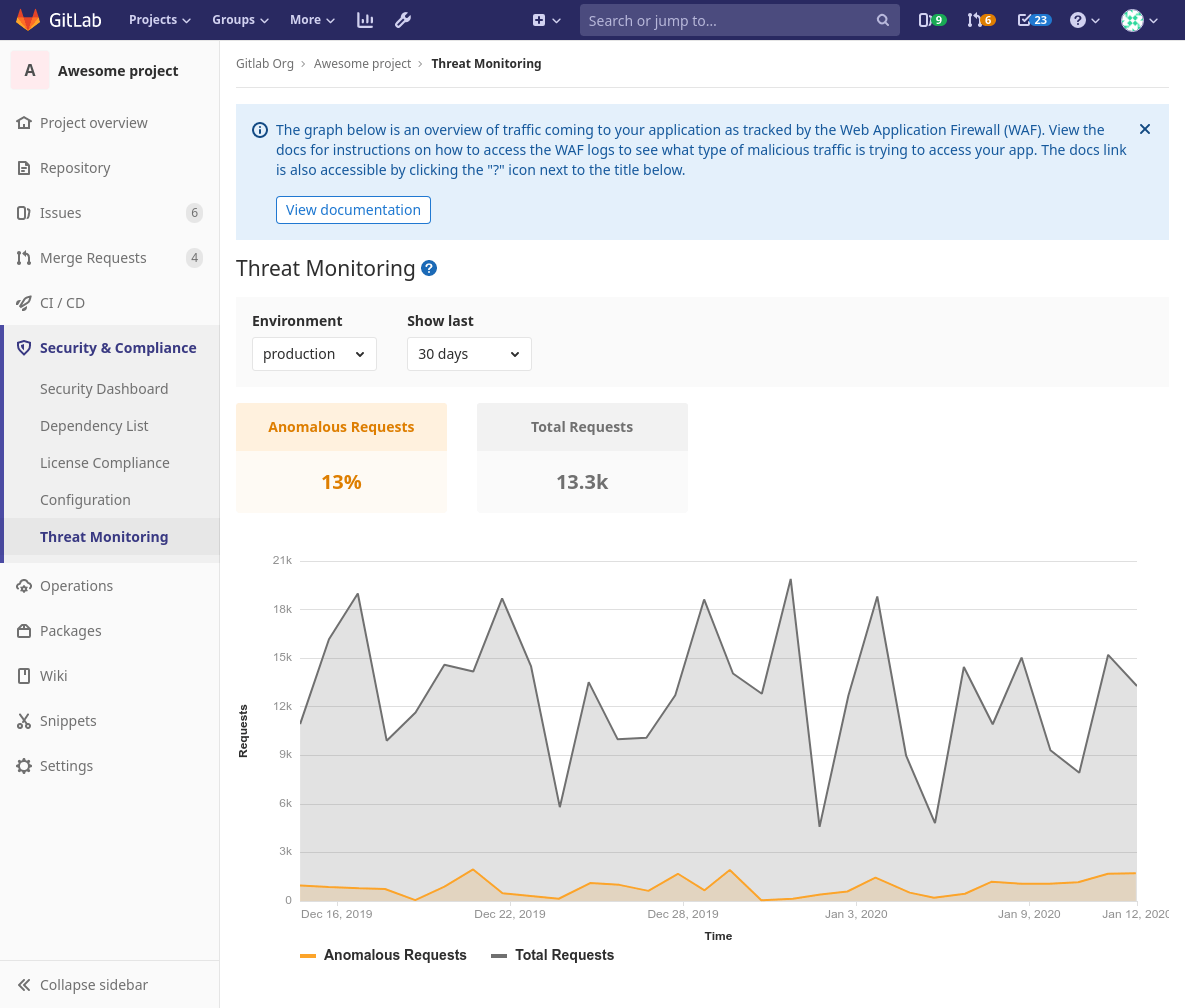 GitLab
Projects
Groups
More
Search or jump to...
9
6
23
A
Awesome project
Project overview
Repository
Issues
6
Merge Requests
4
CI / CD
Security & Compliance
Security Dashboard
Dependency List
License Compliance
Configuration
Threat Monitoring
Operations
Packages
Wiki
Snippets
Settings
Collapse sidebar
Gitlab Org › Awesome project › Threat Monitoring
The graph below is an overview of traffic coming to your application as tracked by the Web Application Firewall (WAF). View the
docs for instructions on how to access the WAF logs to see what type of malicious traffic is trying to access your app. The docs link
is also accessible by clicking the "?" icon next to the title below.
View documentation
Threat Monitoring ?
Environment
production
Show last
30 days
Anomalous Requests
13%
Total Requests
13.3k
21k
18k
15k
12k
9k
6k
3k
0
Requests
Dec 16, 2019
Dec 22, 2019
Dec 28, 2019
Jan 3, 2020
Jan 9, 2020
Jan 12, 2020
Time
Anomalous Requests
Total Requests